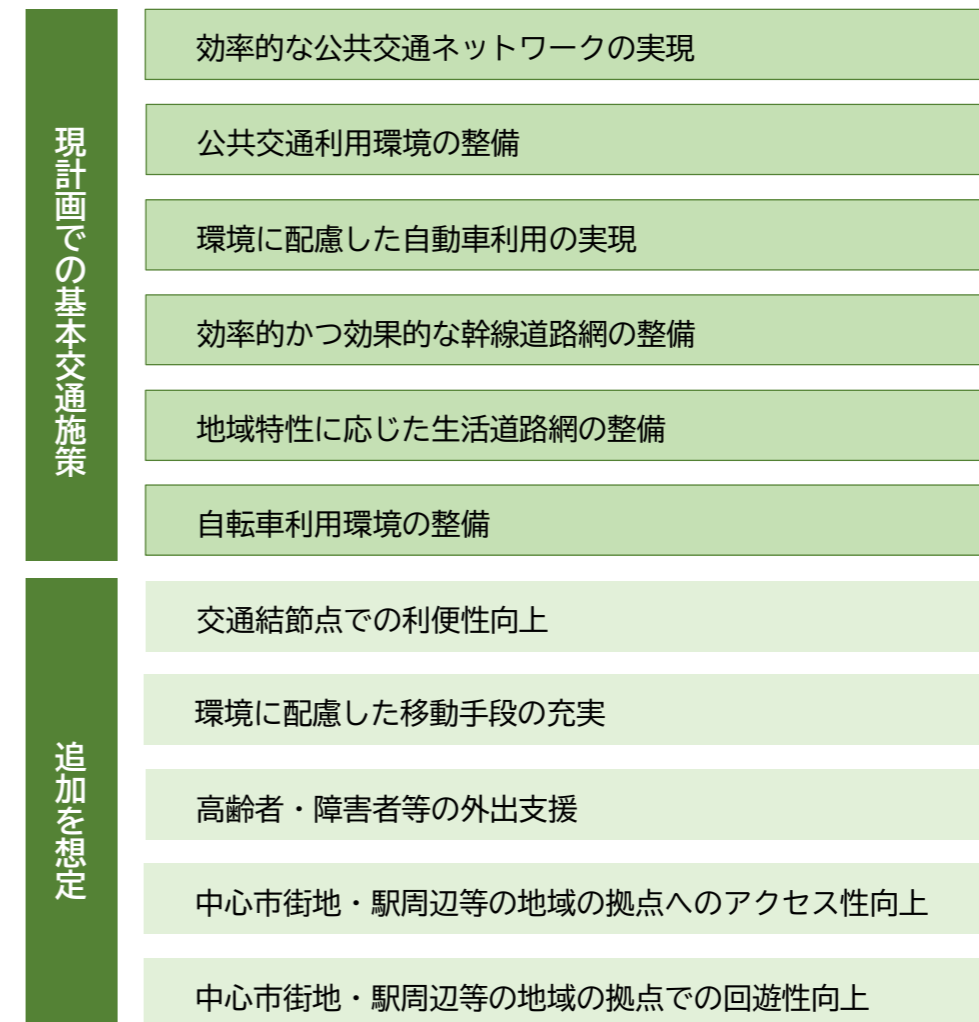 現計画での基本交通施策
効率的な公共交通ネットワークの実現
公共交通利用環境の整備
環境に配慮した自動車利用の実現
効率的かつ効果的な幹線道路網の整備
地域特性に応じた生活道路網の整備
自転車利用環境の整備
追加を想定
交通結節点での利便性向上
環境に配慮した移動手段の充実
高齢者・障害者等の外出支援
中心市街地・駅周辺等の地域の拠点へのアクセス性向上
中心市街地・駅周辺等の地域の拠点での回遊性向上